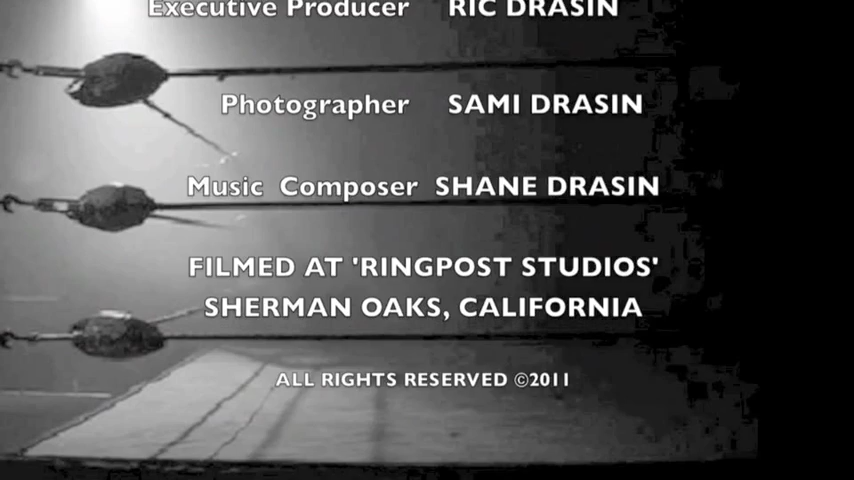 Executive Producer RIC DRASIN
Photographer SAMI DRASIN
Music Composer SHANE DRASIN
FILMED AT 'RINGPOST STUDIOS'
SHERMAN OAKS, CALIFORNIA
ALL RIGHTS RESERVED ©2011